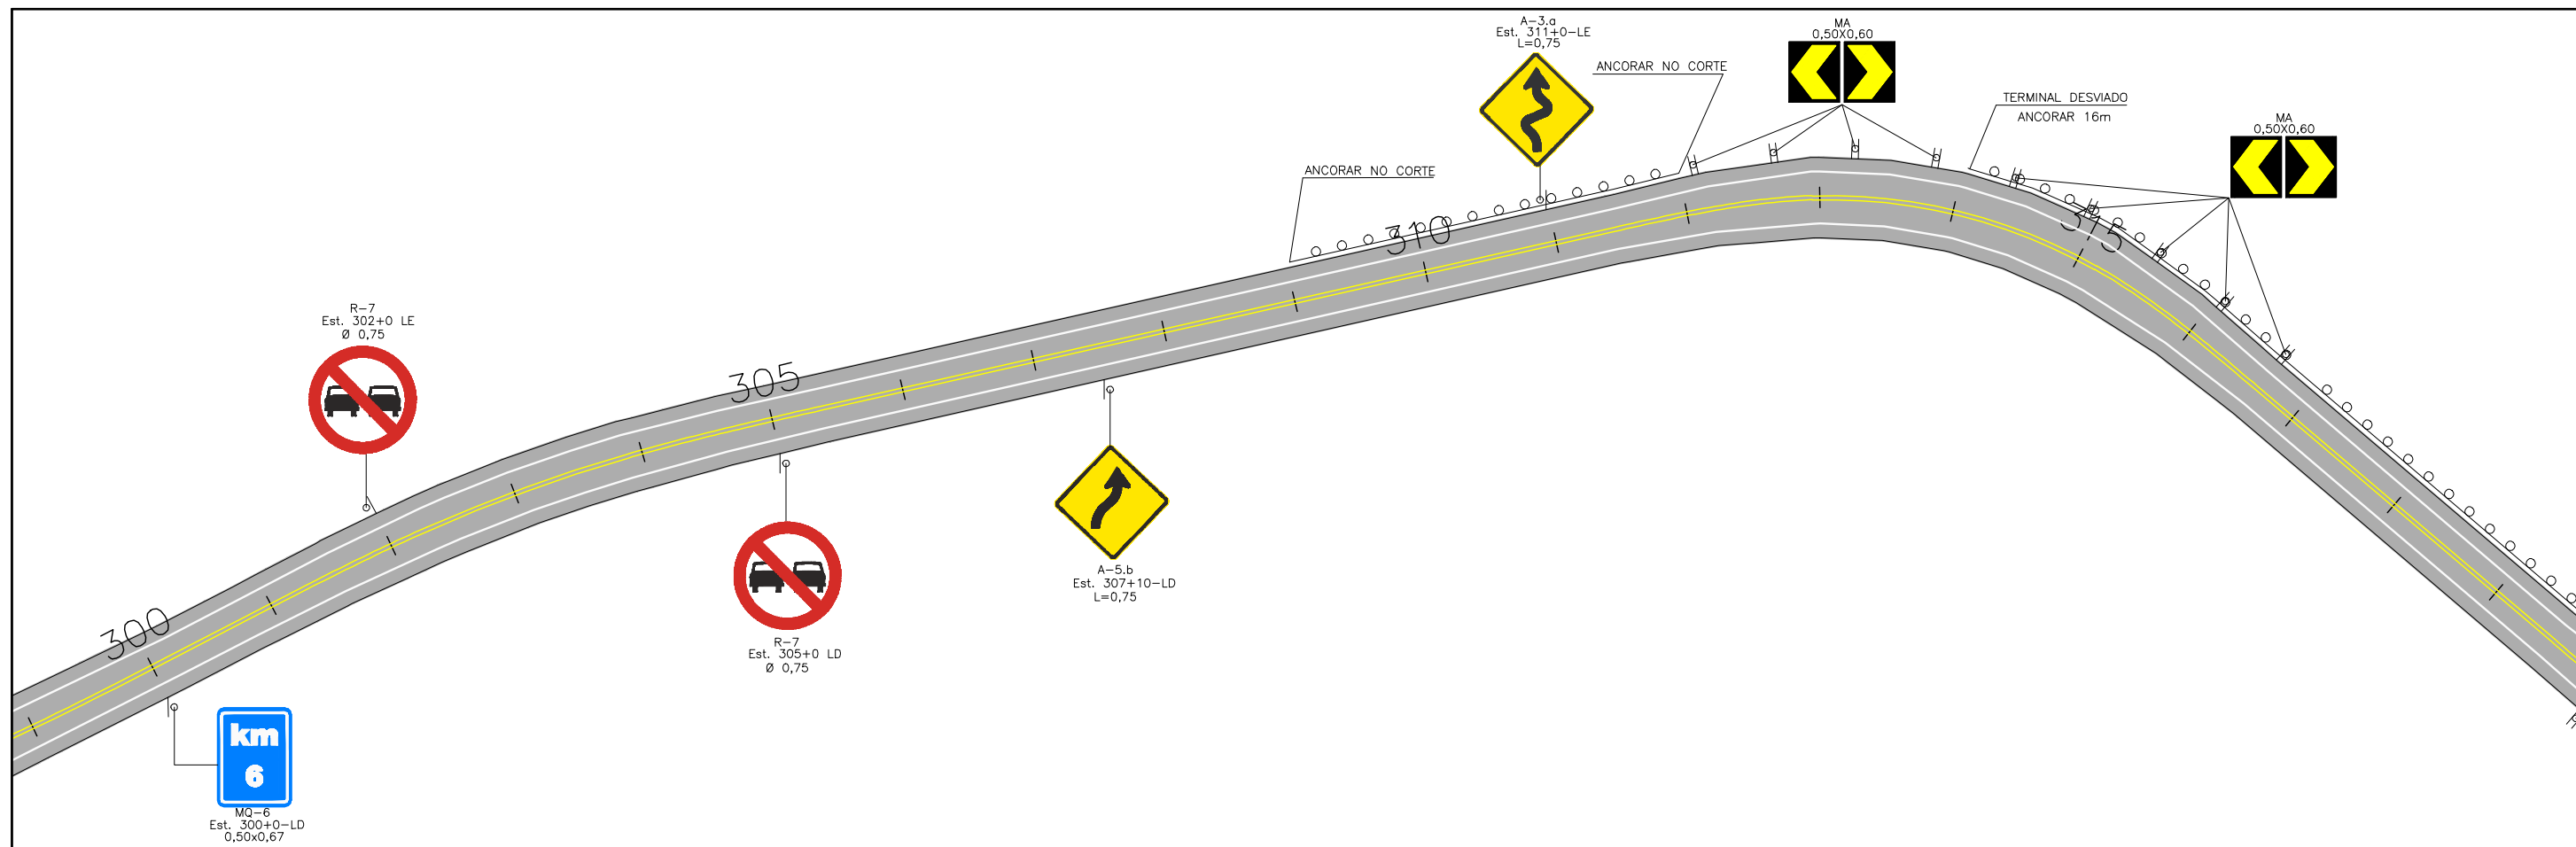 A-3.a
Est. 311+0-LE
L=0,75
ANCORAR NO CORTE
MA
0,50X0,60
TERMINAL DESVIADO
ANCORAR 16m
MA
0,50X0,60
ANCORAR NO CORTE
310
315
R-7
Est. 302+0 LE
Ø 0,75
305
A-5.b
Est. 307+10-LD
L=0,75
R-7
Est. 305+0 LD
Ø 0,75
300
km
6
MQ-6
Est. 300+0-LD
0,50x0,67